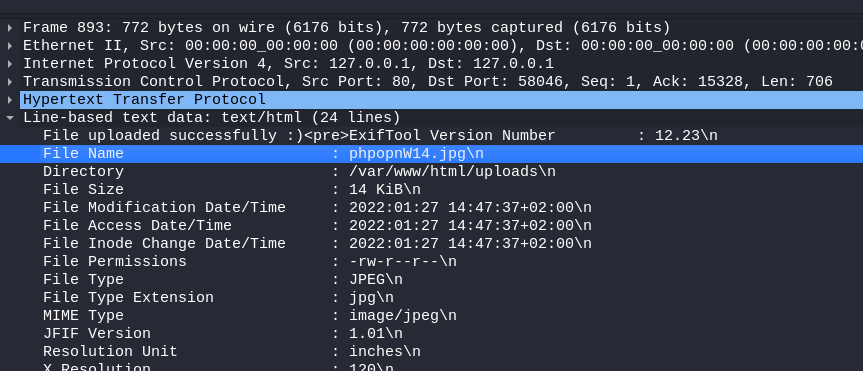 Frame 893: 772 bytes on wire (6176 bits), 772 bytes captured (6176 bits)
Ethernet II, Src: 00:00:00_00:00:00 (00:00:00:00:00:00), Dst: 00:00:00_00:00:00 (00:00:00:00:
Internet Protocol Version 4, Src: 127.0.0.1, Dst: 127.0.0.1
Transmission Control Protocol, Src Port: 80, Dst Port: 58046, Seq: 1, Ack: 15328, Len: 706
Hypertext Transfer Protocol
Line-based text data: text/html (24 lines)
File uploaded successfully :)<pre>ExifTool Version Number         : 12.23\n
File Name                       : phpopnW14.jpg\n
Directory                       : /var/www/html/uploads\n
File Size                       : 14 KiB\n
File Modification Date/Time     : 2022:01:27 14:47:37+02:00\n
File Access Date/Time           : 2022:01:27 14:47:37+02:00\n
File Inode Change Date/Time     : 2022:01:27 14:47:37+02:00\n
File Permissions                : -rw-r--r--\n
File Type                       : JPEG\n
File Type Extension             : jpg\n
MIME Type                       : image/jpeg\n
JFIF Version                    : 1.01\n
Resolution Unit                 : inches\n
X Resolution                    : 120\n